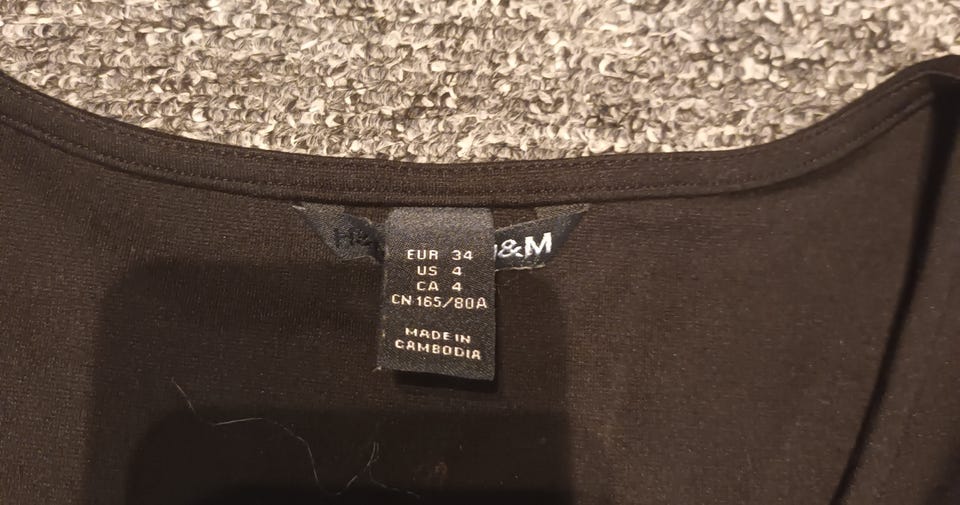 H&M
EUR 34
US 4
CA 4
CN 165/80A
MADE IN
CAMBODIA